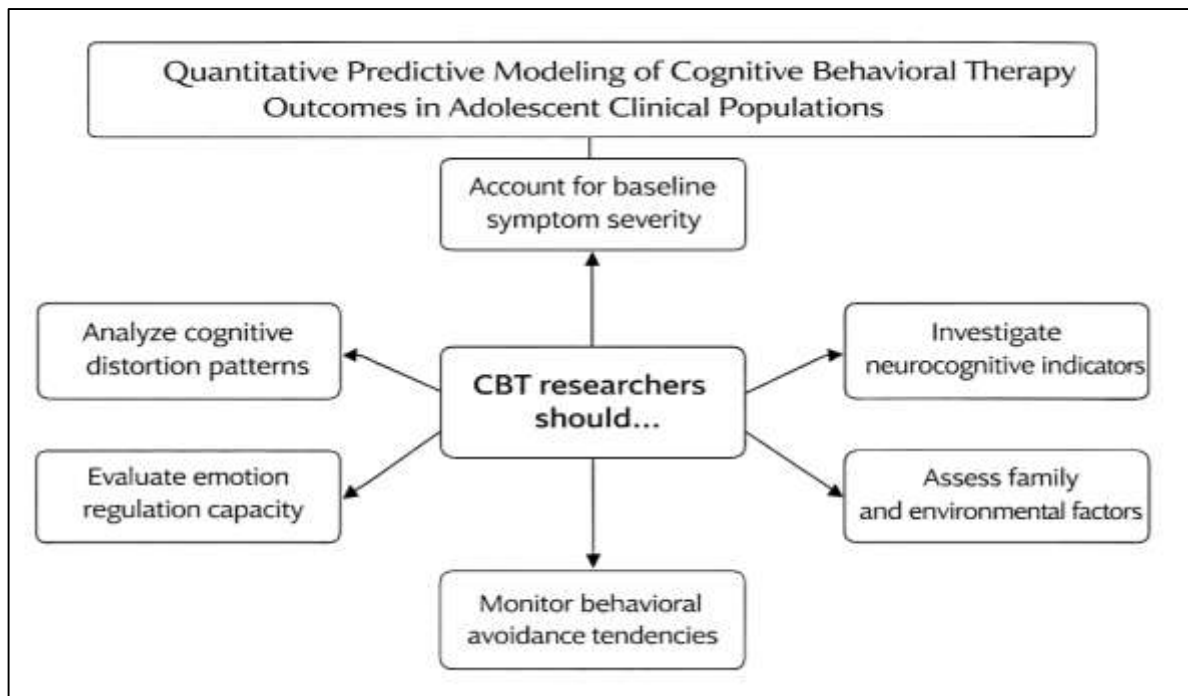 Quantitative Predictive Modeling of Cognitive Behavioral Therapy
Outcomes in Adolescent Clinical Populations
Account for baseline
symptom severity
Analyze cognitive
distortion patterns
Investigate
neurocognitive indicators
CBT researchers
should...
Evaluate emotion
regulation capacity
Assess family
and environmental factors
Monitor behavioral
avoidance tendencies